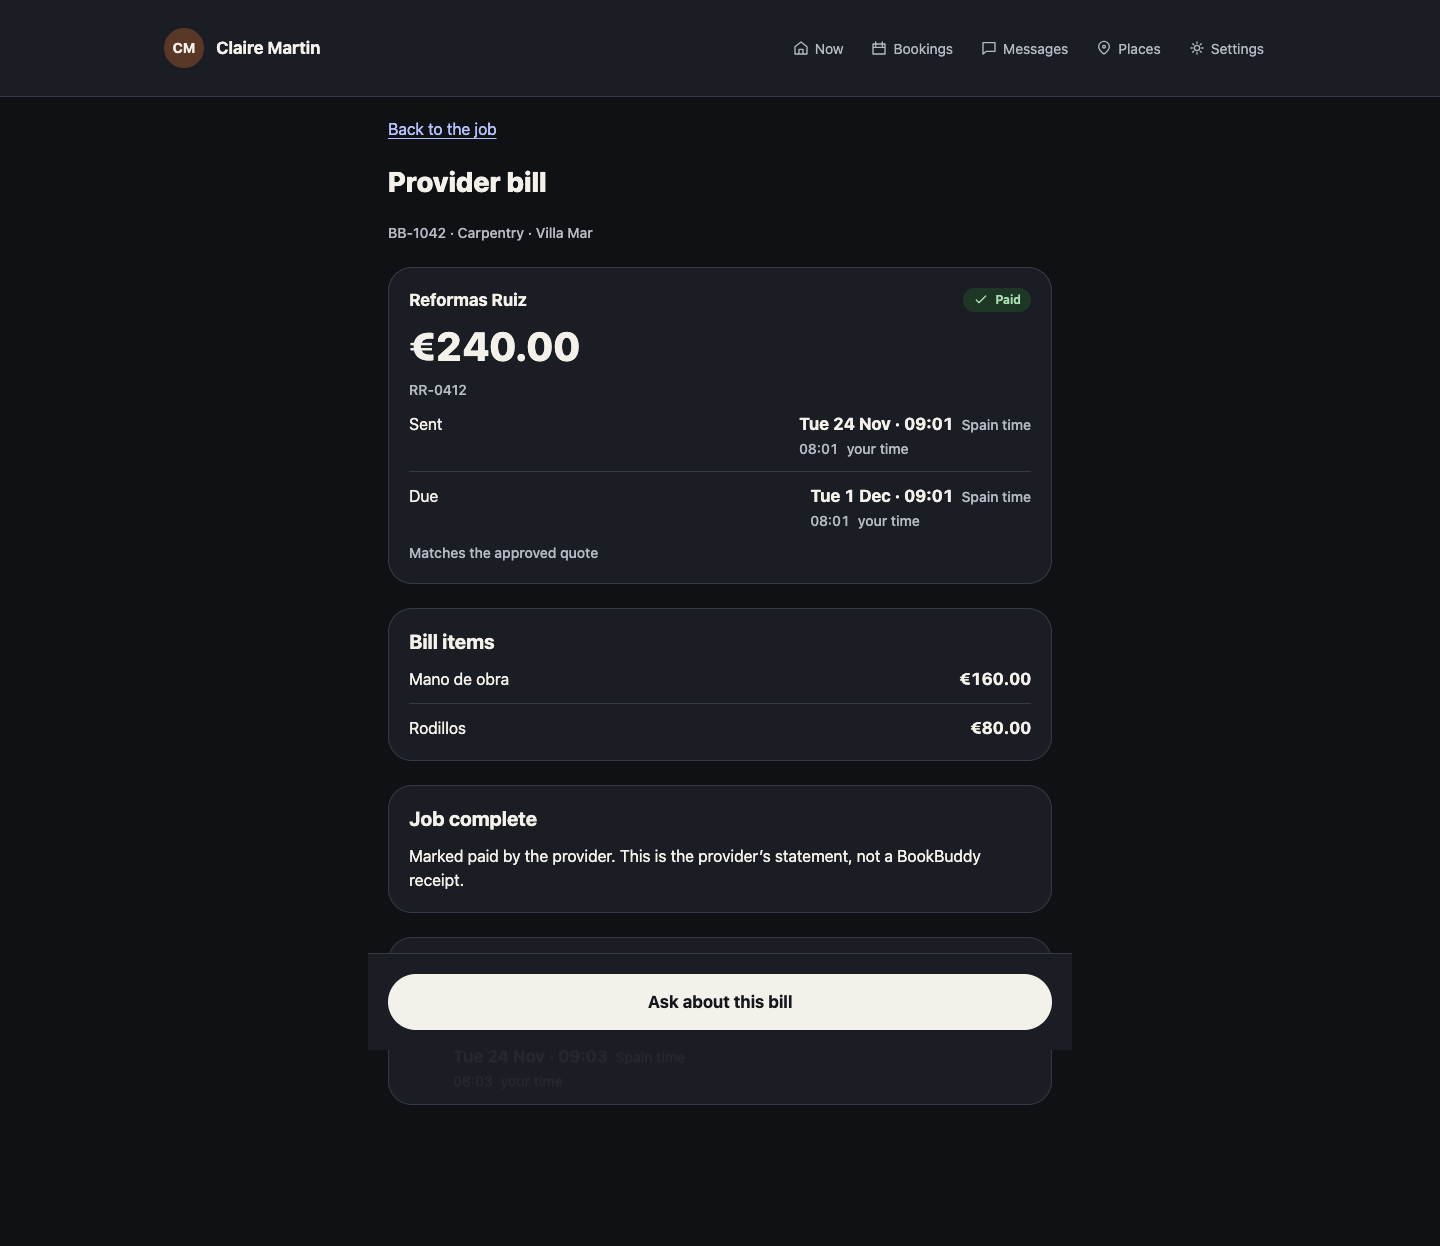 CM Claire Martin
Now Bookings Messages Places Settings
Back to the job
Provider bill
BB-1042 · Carpentry · Villa Mar
Reformas Ruiz Paid
€240.00
RR-0412
Sent Tue 24 Nov · 09:01 Spain time
08:01 your time
Due Tue 1 Dec · 09:01 Spain time
08:01 your time
Matches the approved quote
Bill items
Mano de obra €160.00
Rodillos €80.00
Job complete
Marked paid by the provider. This is the provider’s statement, not a BookBuddy
receipt.
Ask about this bill
Tue 24 Nov · 09:03 Spain time
08:03 your time